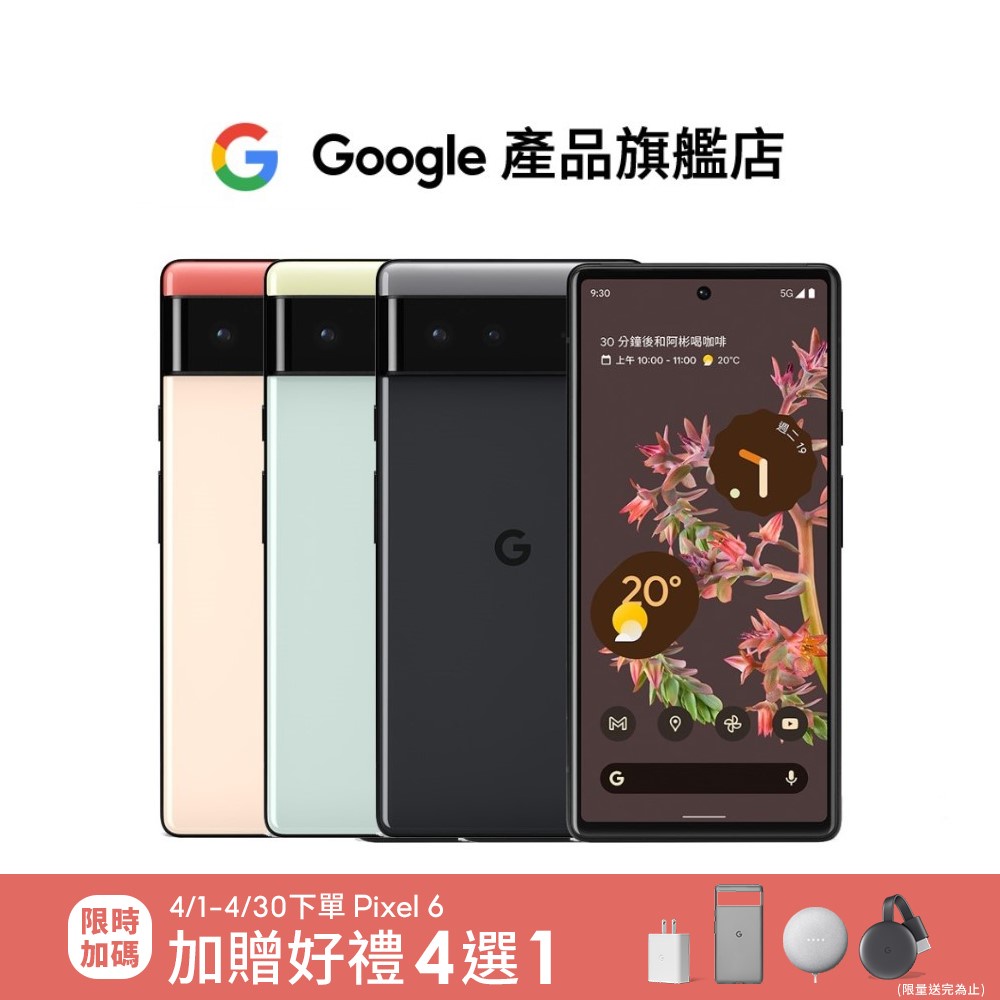 G Google 產品旗艦店
9:30 5G
30 分鐘後和阿彬喝咖啡
上午 10:00 - 11:00 20°C
週二 19
G
20°
G
限時加碼
4/1-4/30下單 Pixel 6
加贈好禮 4 選 1
(限量送完為止)